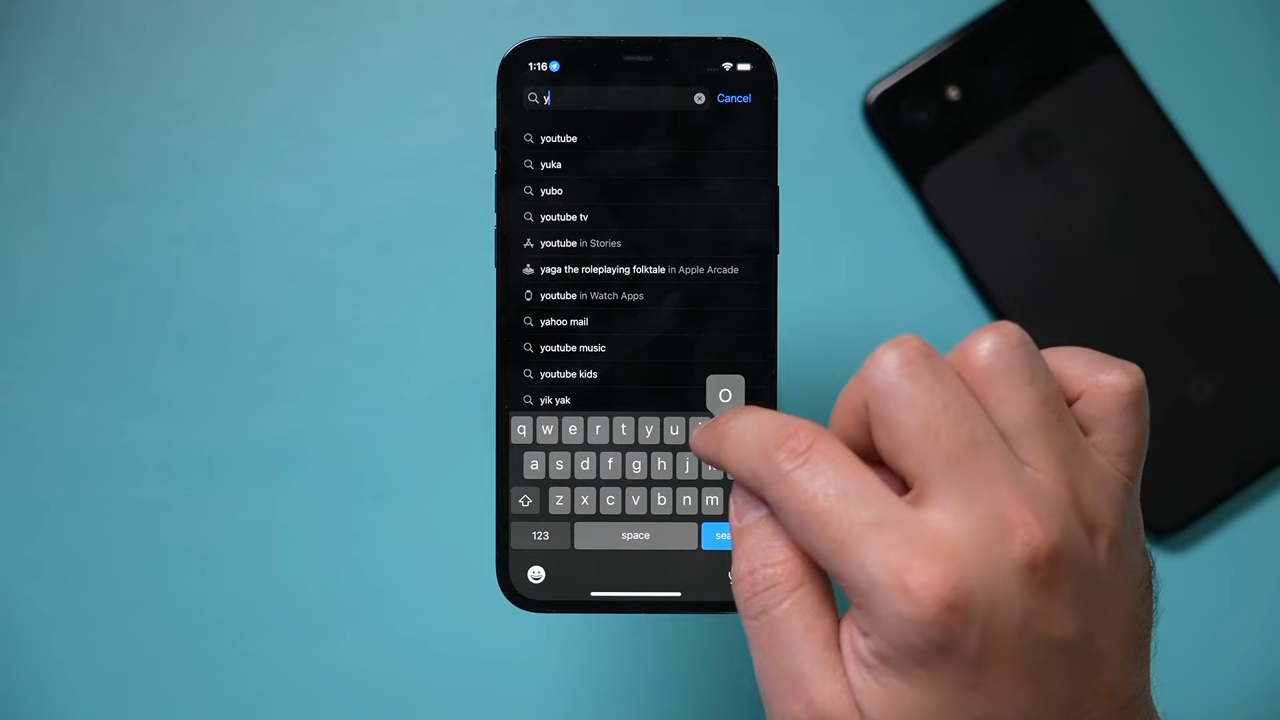 1:16
y
Cancel
youtube
yuka
yubo
youtube tv
youtube in Stories
yaga the roleplaying folktale in Apple Arcade
youtube in Watch Apps
yahoo mail
youtube music
youtube kids
yik yak
O
q w e r t y u
a s d f g h j
z x c v b n m
123 space sea